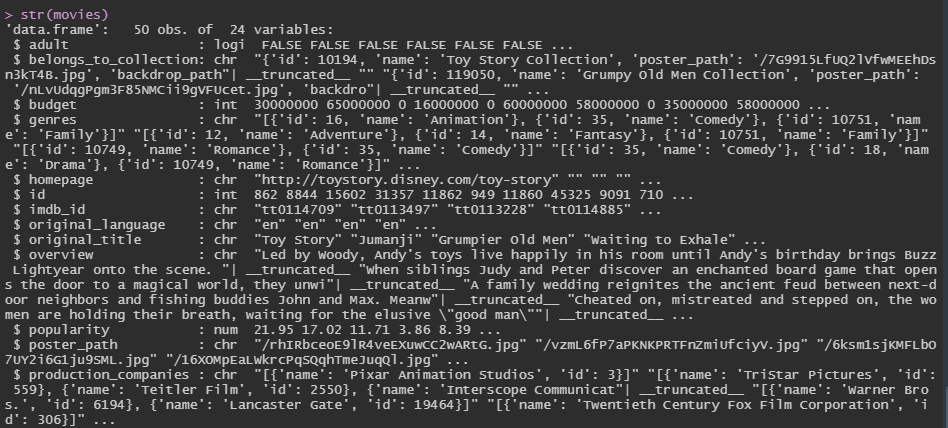 > str(movies)
'data.frame':   50 obs. of  24 variables:
 $ adult                : logi  FALSE FALSE FALSE FALSE FALSE FALSE ...
 $ belongs_to_collection: chr  "{'id': 10194, 'name': 'Toy Story Collection', 'poster_path': '/7G9915LfUQ2lVfwMEEhDs
n3kT4B.jpg', 'backdrop_path"| __truncated__ "" "{'id': 119050, 'name': 'Grumpy Old Men Collection', 'poster_path':
 '/nLvUdqgPgm3F85NMCii9gVFUcet.jpg', 'backdro"| __truncated__ "" ...
 $ budget               : int  30000000 65000000 0 16000000 0 60000000 58000000 0 35000000 58000000 ...
 $ genres               : chr  "[{'id': 16, 'name': 'Animation'}, {'id': 35, 'name': 'Comedy'}, {'id': 10751, 'nam
e': 'Family'}]" "[{'id': 12, 'name': 'Adventure'}, {'id': 14, 'name': 'Fantasy'}, {'id': 10751, 'name': 'Family'}]"
 "[{'id': 10749, 'name': 'Romance'}, {'id': 35, 'name': 'Comedy'}]" "[{'id': 35, 'name': 'Comedy'}, {'id': 18, 'nam
e': 'Drama'}, {'id': 10749, 'name': 'Romance'}]" ...
 $ homepage             : chr  "http://toystory.disney.com/toy-story" "" "" "" ...
 $ id                   : int  862 8844 15602 31357 11862 949 11860 45325 9091 710 ...
 $ imdb_id              : chr  "tt0114709" "tt0113497" "tt0113228" "tt0114885" ...
 $ original_language    : chr  "en" "en" "en" "en" ...
 $ original_title       : chr  "Toy Story" "Jumanji" "Grumpier Old Men" "Waiting to Exhale" ...
 $ overview             : chr  "Led by Woody, Andy's toys live happily in his room until Andy's birthday brings Buzz
 Lightyear onto the scene. "| __truncated__ "When siblings Judy and Peter discover an enchanted board game that open
s the door to a magical world, they unwi"| __truncated__ "A family wedding reignites the ancient feud between next-d
oor neighbors and fishing buddies John and Max. Meanw"| __truncated__ "Cheated on, mistreated and stepped on, the wo
men are holding their breath, waiting for the elusive \"good man\""| __truncated__ ...
 $ popularity           : num  21.95 17.02 11.71 3.86 8.39 ...
 $ poster_path          : chr  "/rhIRbceoE9lR4veEXuwCC2wARtG.jpg" "/vzmL6fP7aPKNKPRTFnZmiUfciyV.jpg" "/6ksm1sjKMFLbO
7UY2i6G1ju9SML.jpg" "/16XOMpEaLWkrcPqSQqhTmeJuqQl.jpg" ...
 $ production_companies : chr  "[{'name': 'Pixar Animation Studios', 'id': 3}]" "[{'name': 'TriStar Pictures', 'id':
 559}, {'name': 'Teitler Film', 'id': 2550}, {'name': 'Interscope Communicat"| __truncated__ "[{'name': 'Warner Bro
s.', 'id': 6194}, {'name': 'Lancaster Gate', 'id': 19464}]" "[{'name': 'Twentieth Century Fox Film Corporation', 'i
d': 306}]" ...